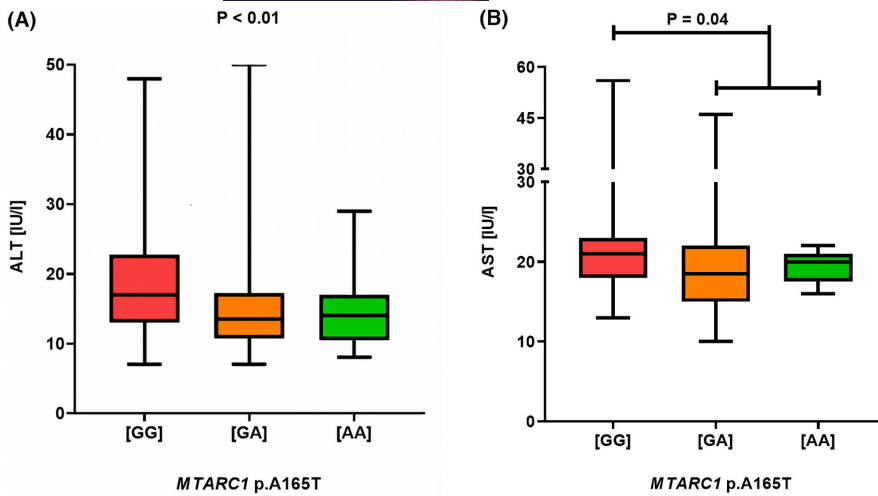 (A)
P < 0.01
50
40
30
20
10
0
ALT [IU/l]
[GG] [GA] [AA]
MTARC1 p.A165T
(B)
P = 0.04
60
45
30
30
20
10
0
AST [IU/l]
[GG] [GA] [AA]
MTARC1 p.A165T